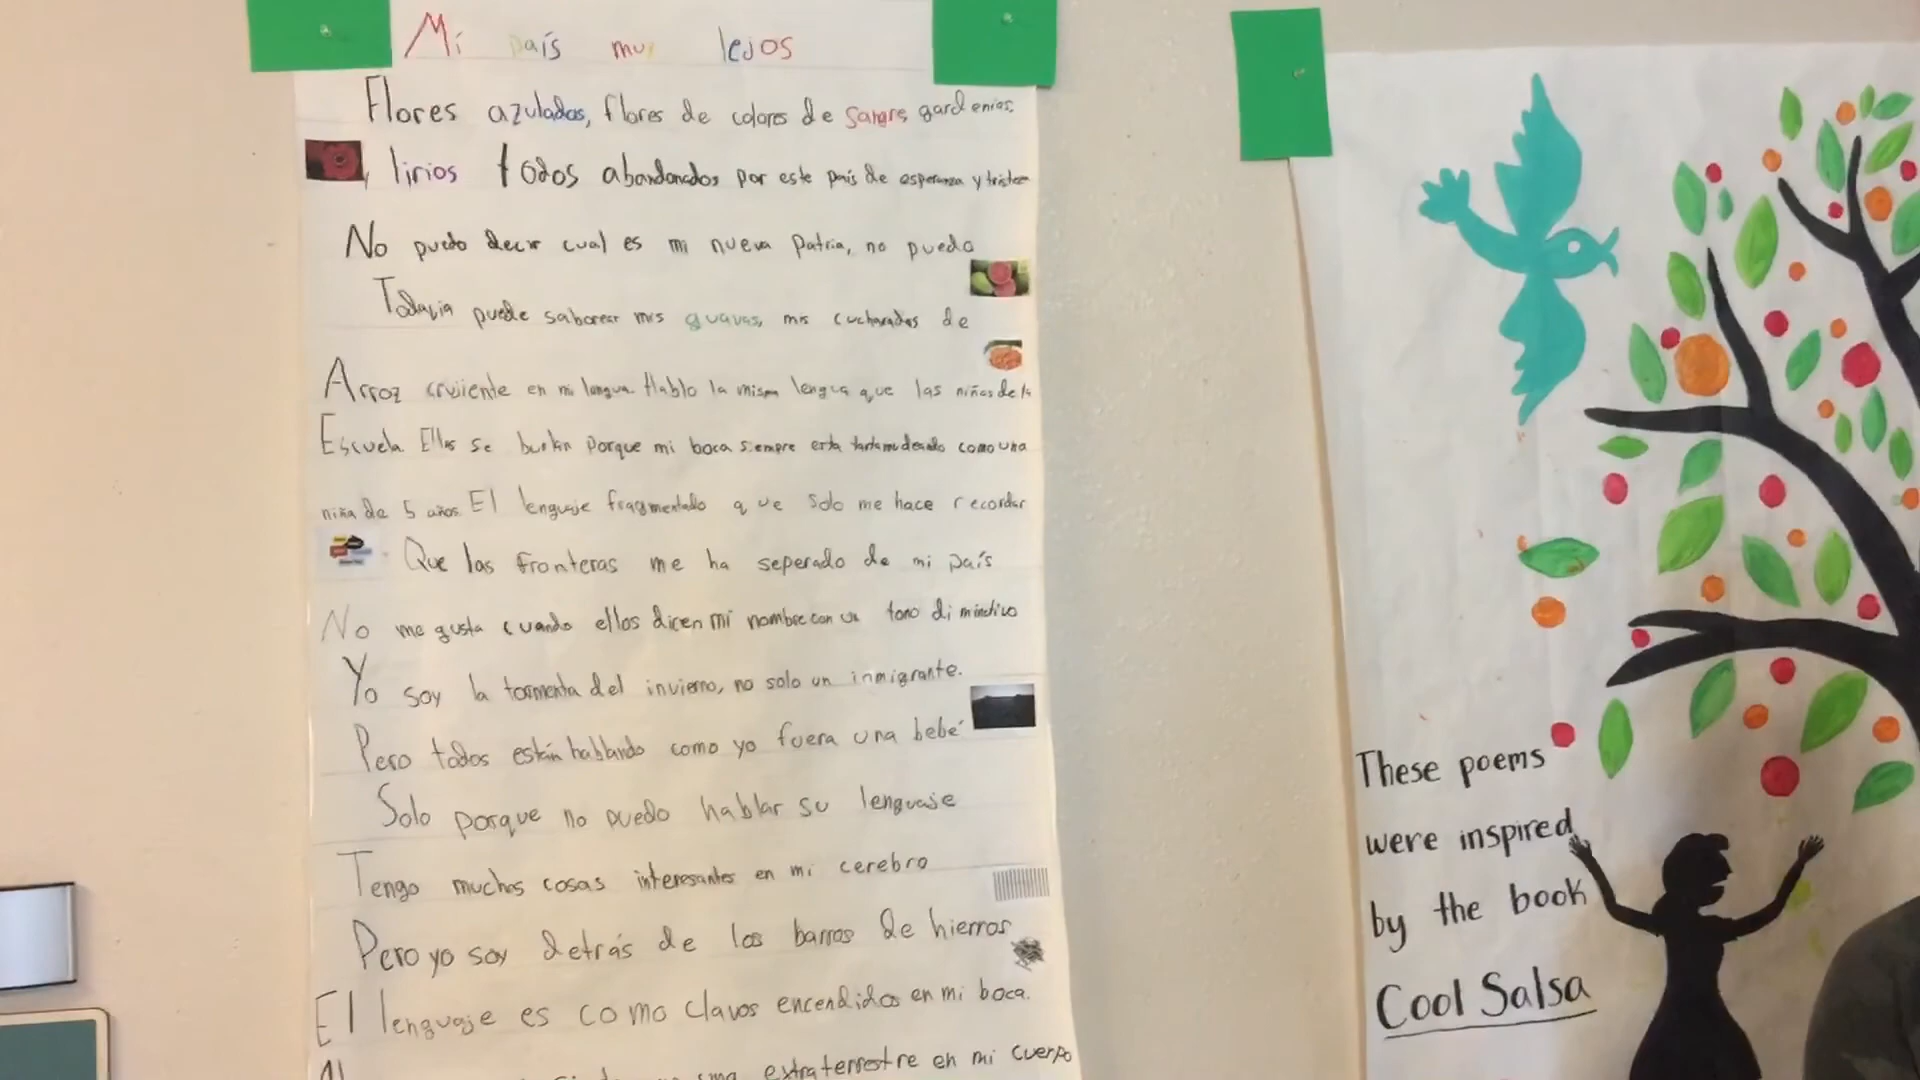 Mi país muy lejos
Flores azuladas, flores de colores de sangre, gardenias,
, lirios todos abandonados por este país de esperanza y tristeza
No puedo decir cual es mi nueva patria, no puedo
Todavia puede saborear mis guavas, mis cucharadas de
Arroz crujiente en mi lengua. Hablo la misma lengua que las niñas de la
Escuela Ellas se burlan porque mi boca siempre esta tartamudeando como una
niña de 5 años. El lenguaje fragmentado que solo me hace recordar
Que las fronteras me ha seperado de mi país
No me gusta cuando ellos dicen mi nombre con un tono
Yo soy la tormenta del invierno, no solo un inmigrante.
Pero todos están hablando como yo fuera una bebé
Solo porque no puedo hablar su lenguaje
Tengo muchas cosas interesantes en mi cerebro
Pero yo soy detrás de las barras de hierros
El lenguaje es como clavos encendidos en mi boca.
extraterrestre en mi cuerpo
These poems
were inspired
by the book
Cool Salsa